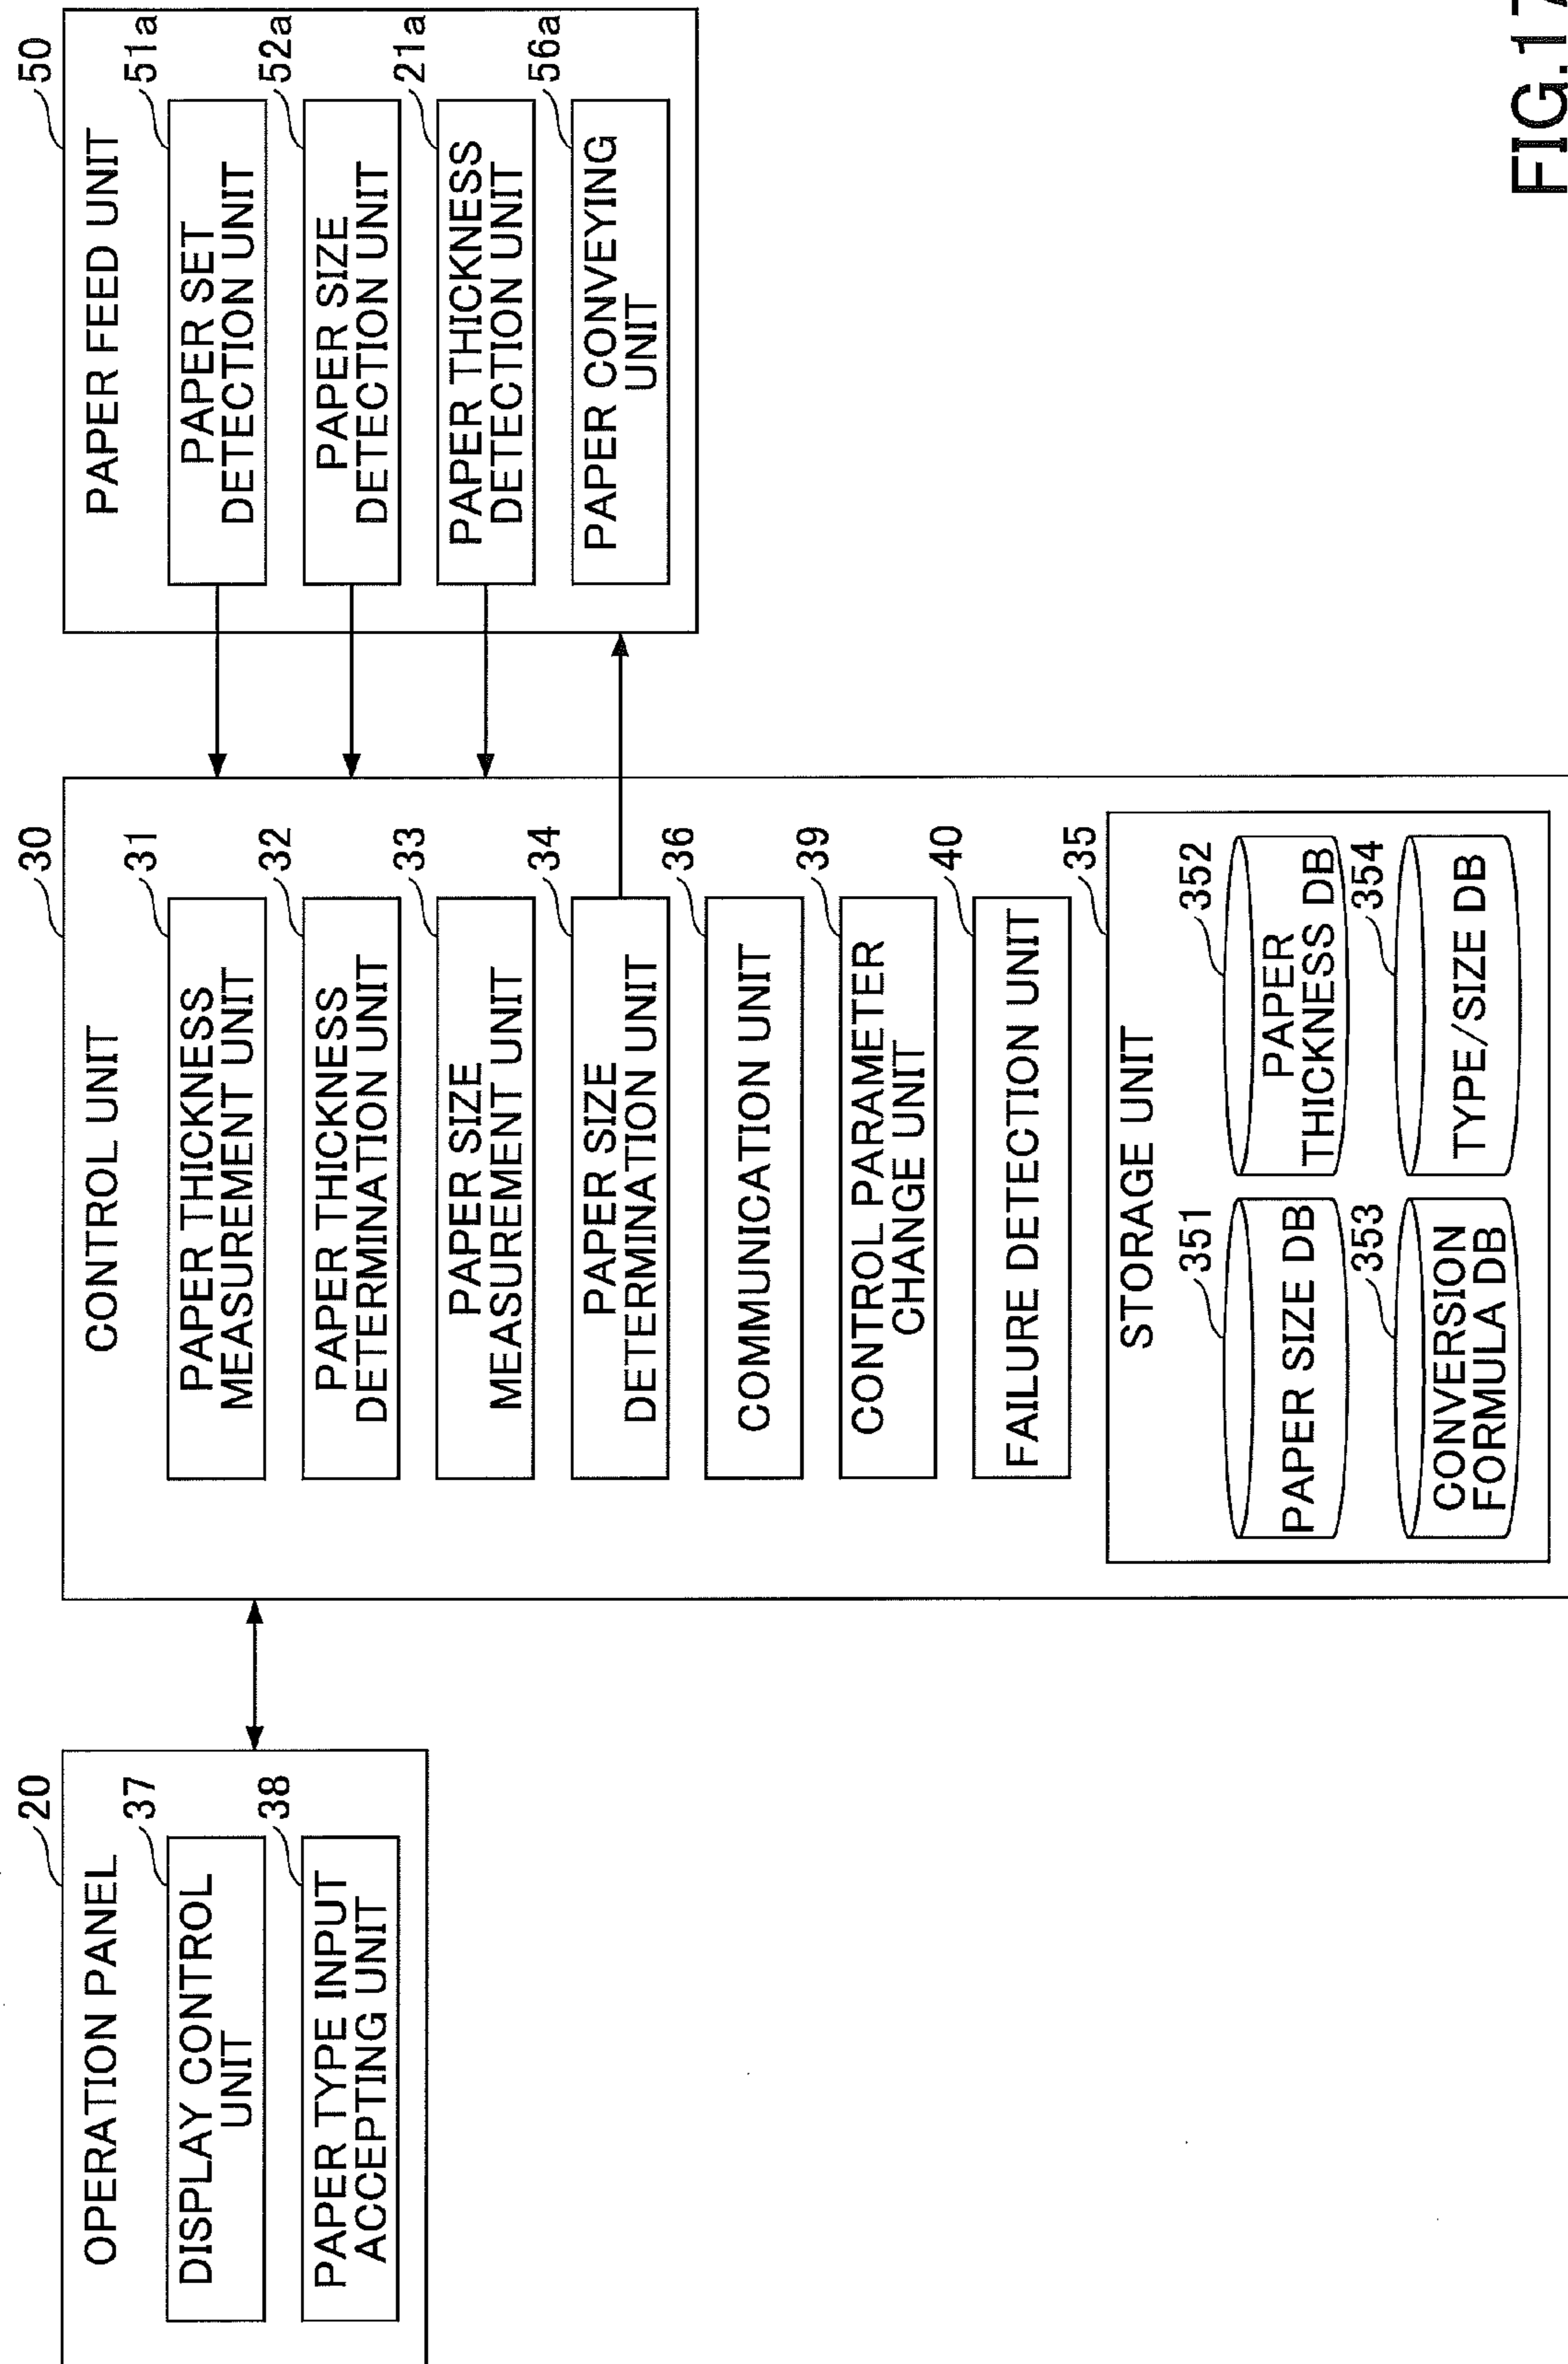 FIG.17
20
OPERATION PANEL
37
DISPLAY CONTROL
UNIT
38
PAPER TYPE INPUT
ACCEPTING UNIT
30
CONTROL UNIT
31
PAPER THICKNESS
MEASUREMENT UNIT
32
PAPER THICKNESS
DETERMINATION UNIT
33
PAPER SIZE
MEASUREMENT UNIT
34
PAPER SIZE
DETERMINATION UNIT
36
COMMUNICATION UNIT
39
CONTROL PARAMETER
CHANGE UNIT
40
FAILURE DETECTION UNIT
35
STORAGE UNIT
351
PAPER SIZE DB
352
PAPER
THICKNESS DB
353
CONVERSION
FORMULA DB
354
TYPE/SIZE DB
50
PAPER FEED UNIT
51a
PAPER SET
DETECTION UNIT
52a
PAPER SIZE
DETECTION UNIT
21a
PAPER THICKNESS
DETECTION UNIT
56a
PAPER CONVEYING
UNIT